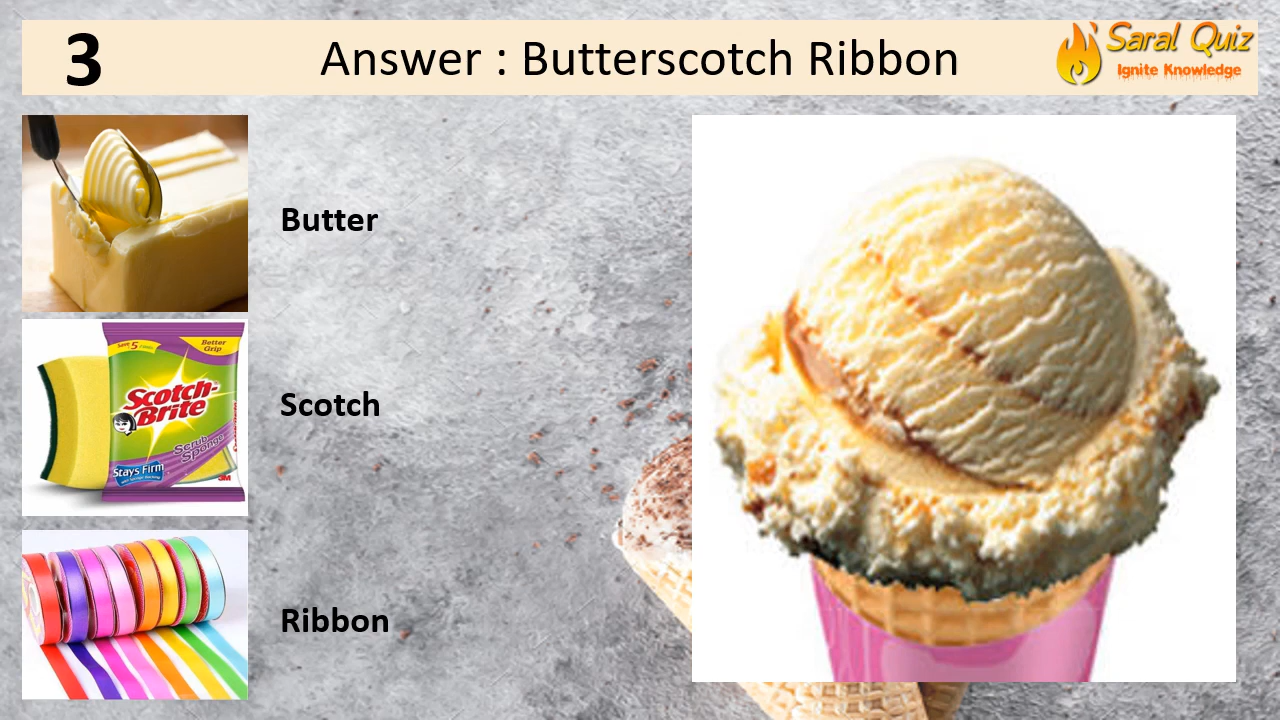 3
Answer : Butterscotch Ribbon
Saral Quiz
Ignite Knowledge
Butter
Save 5
Better
Grip
Scotch-
Brite
Scrub
Sponge
Stays Firm
3M
Scotch
Ribbon